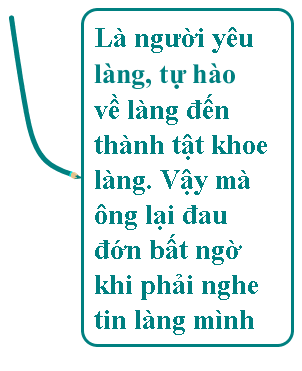 Là người yêu
làng, tự hào
về làng đến
thành tật khoe
làng. Vậy mà
ông lại đau
đớn bất ngờ
khi phải nghe
tin làng mình